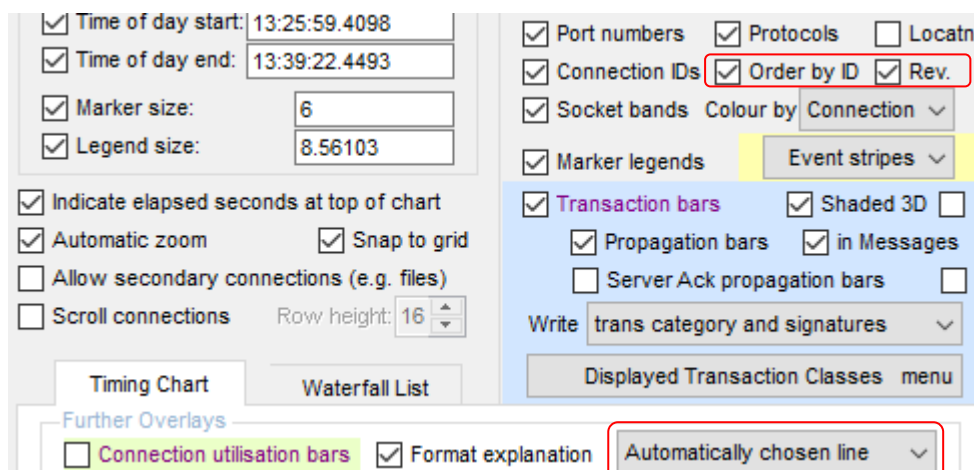 Time of day start: 13:25:59.4098
Time of day end: 13:39:22.4493
Marker size: 6
Legend size: 8.56103
Indicate elapsed seconds at top of chart
Automatic zoom Snap to grid
Allow secondary connections (e.g. files)
Scroll connections Row height: 16
Port numbers Protocols Locatn
Connection IDs Order by ID Rev.
Socket bands Colour by Connection
Marker legends Event stripes
Transaction bars Shaded 3D
Propagation bars in Messages
Server Ack propagation bars
Write trans category and signatures
Displayed Transaction Classes menu
Timing Chart Waterfall List
Further Overlays
Connection utilisation bars Format explanation Automatically chosen line